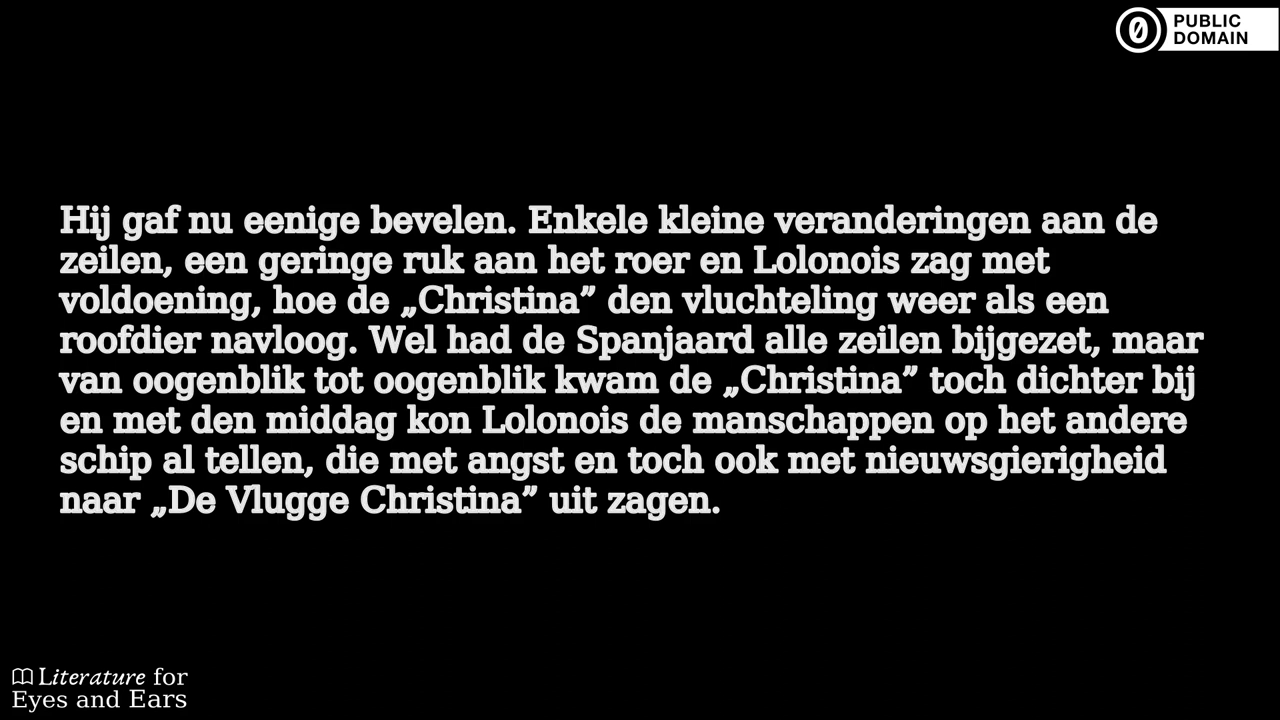 PUBLIC
DOMAIN
Hij gaf nu eenige bevelen. Enkele kleine veranderingen aan de
zeilen, een geringe ruk aan het roer en Lolonois zag met
voldoening, hoe de „Christina” den vluchteling weer als een
roofdier navloog. Wel had de Spanjaard alle zeilen bijgezet, maar
van oogenblik tot oogenblik kwam de „Christina” toch dichter bij
en met den middag kon Lolonois de manschappen op het andere
schip al tellen, die met angst en toch ook met nieuwsgierigheid
naar „De Vlugge Christina” uit zagen.
Literature for
Eyes and Ears